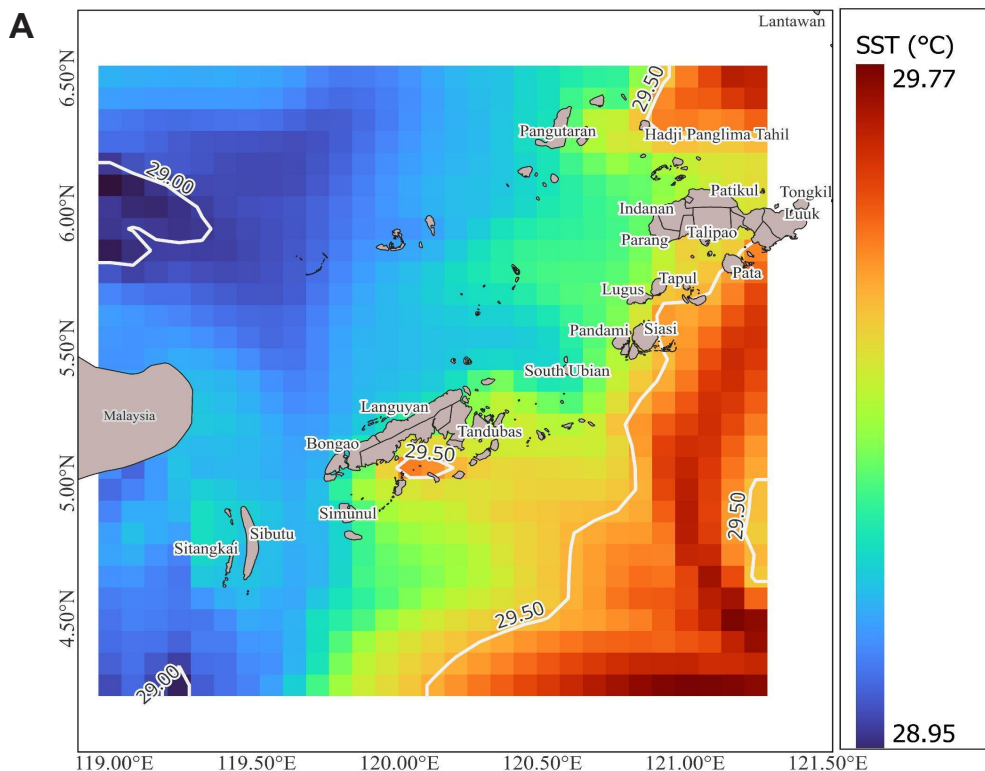 A
Lantawan
SST (°C)
29.77
28.95
6.50°N
6.00°N
5.50°N
5.00°N
4.50°N
29.50
Pangutaran
Hadji Panglima Tahil
29.00
Patikul
Tongkil
Indanan
Luuk
Parang
Talipao
Pata
Tapul
Lugus
Pandami
Siasi
South Ubian
Malaysia
Languyan
Tandubas
Bongao
29.50
Simunul
29.50
Sibutu
Sitangkai
29.50
29.00
119.00°E
119.50°E
120.00°E
120.50°E
121.00°E
121.50°E